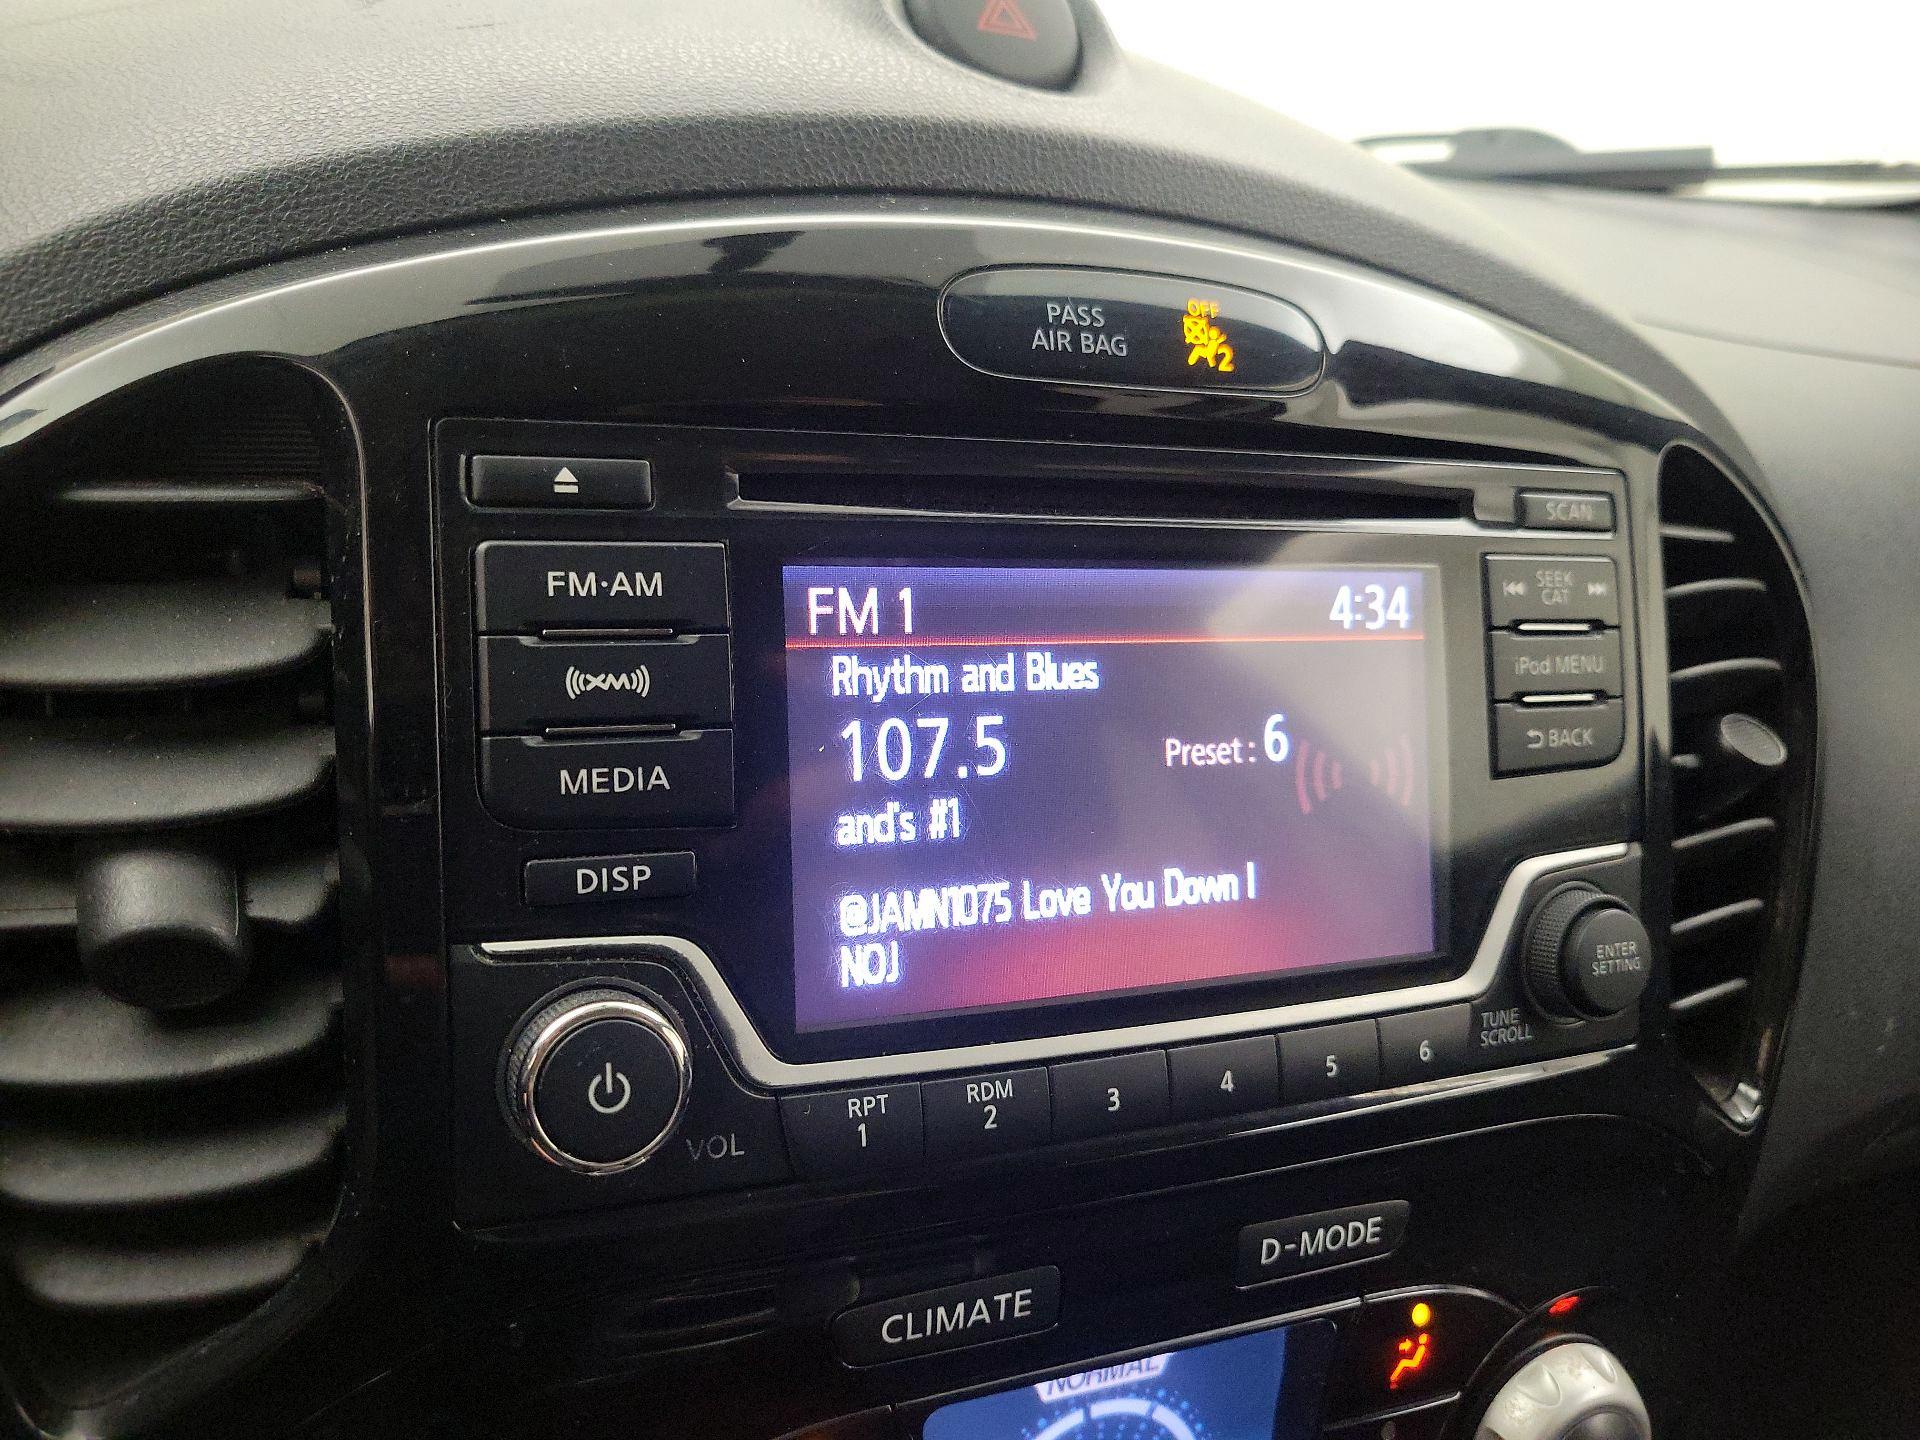 PASS
AIR BAG
OFF
2
SCAN
FM·AM
XM
MEDIA
DISP
FM 1
4:34
Rhythm and Blues
107.5
Preset : 6
and's #1
@JAMN1075 Love You Down I
NOJ
SEEK
CAT
iPod MENU
BACK
ENTER
SETTING
TUNE
SCROLL
VOL
RPT
1
RDM
2
3
4
5
6
CLIMATE
D-MODE
NORMAL